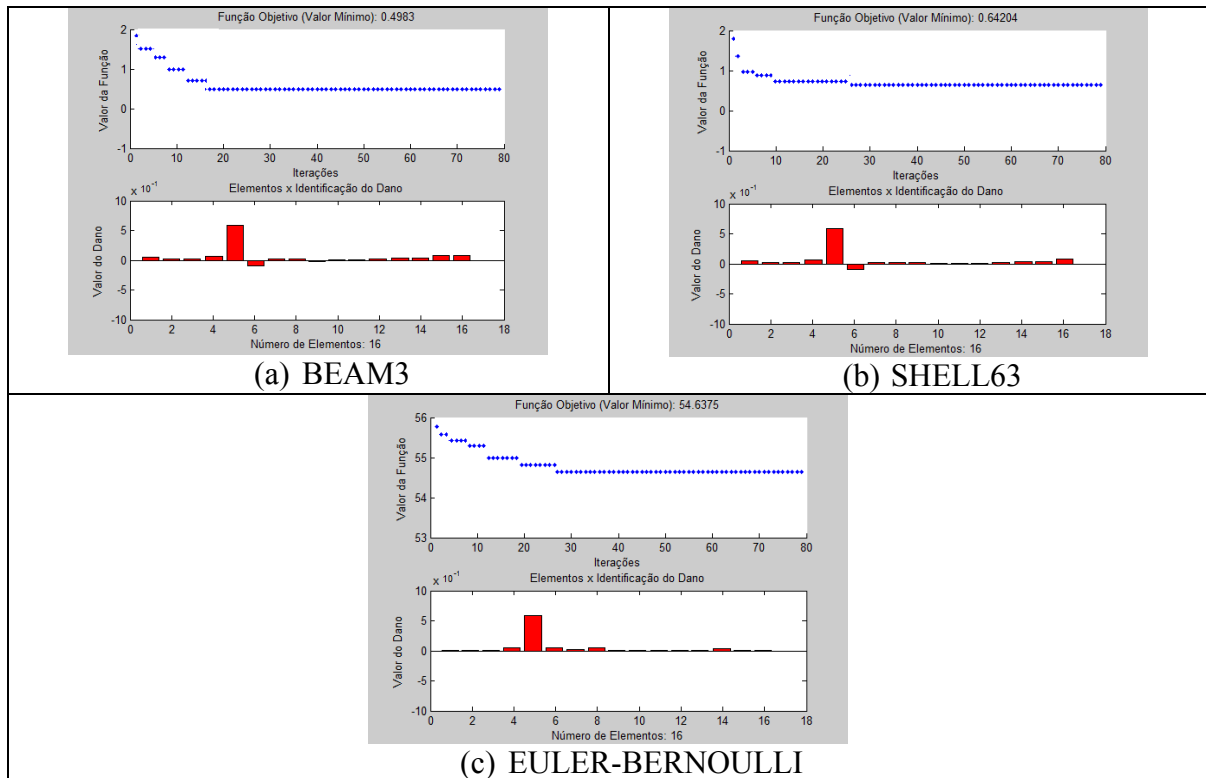 Função Objetivo (Valor Mínimo): 0.4983
Valor da Função
2
1
0
-1
0 10 20 30 40 50 60 70 80
Iterações
Elementos x Identificação do Dano
x 10⁻¹
Valor do Dano
10
5
0
-5
-10
0 2 4 6 8 10 12 14 16 18
Número de Elementos: 16
(a) BEAM3
Função Objetivo (Valor Mínimo): 0.64204
Valor da Função
2
1
0
-1
0 10 20 30 40 50 60 70 80
Iterações
Elementos x Identificação do Dano
x 10⁻¹
Valor do Dano
10
5
0
-5
-10
0 2 4 6 8 10 12 14 16 18
Número de Elementos: 16
(b) SHELL63
Função Objetivo (Valor Mínimo): 54.6375
Valor da Função
56
55
54
53
0 10 20 30 40 50 60 70 80
Iterações
Elementos x Identificação do Dano
x 10⁻¹
Valor do Dano
10
5
0
-5
-10
0 2 4 6 8 10 12 14 16 18
Número de Elementos: 16
(c) EULER-BERNOULLI